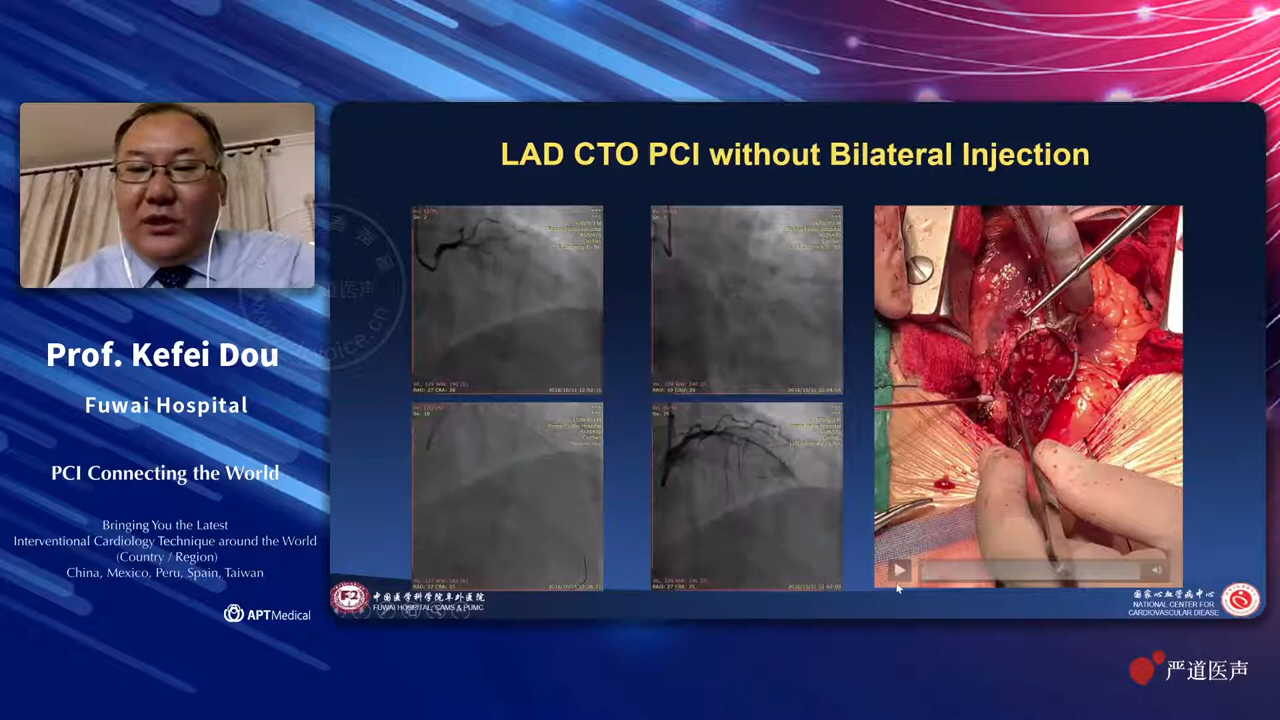 LAD CTO PCI without Bilateral Injection
Prof. Kefei Dou
Fuwai Hospital
PCI Connecting the World
Bringing You the Latest
Interventional Cardiology Technique around the World
(Country / Region)
China, Mexico, Peru, Spain, Taiwan
APTMedical
中国医学科学院阜外医院
FUWAI HOSPITAL, CAMS & PUMC
国家心血管病中心
NATIONAL CENTER FOR
CARDIOVASCULAR DIEASE
严道医声